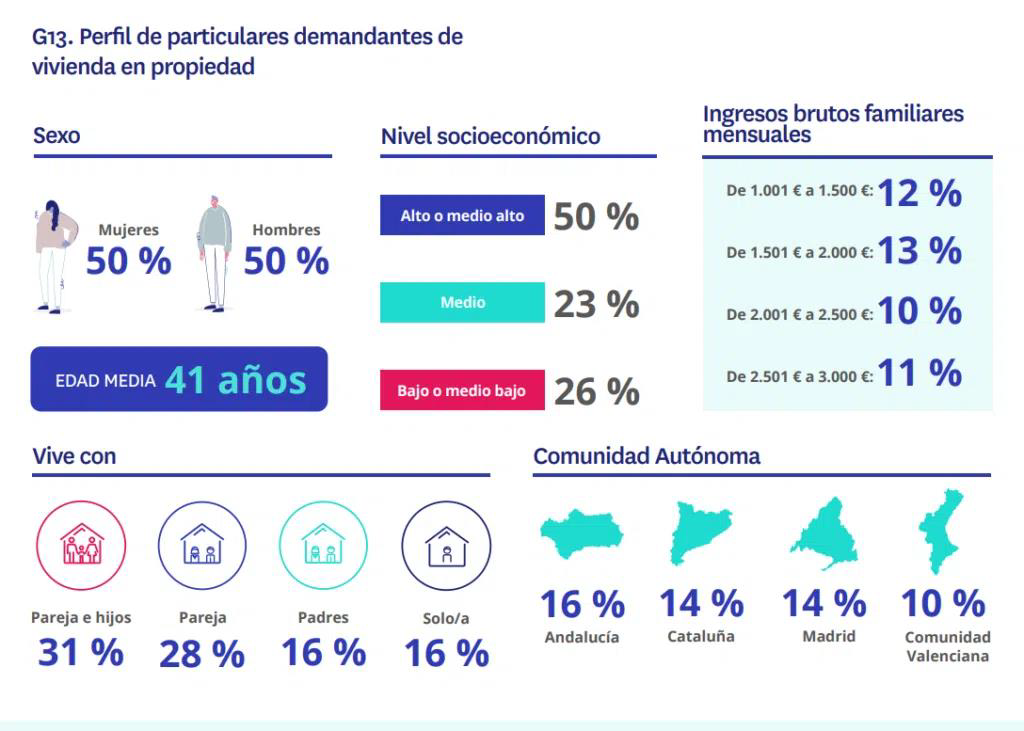 G13. Perfil de particulares demandantes de
vivienda en propiedad
Sexo
Mujeres
50 %
Hombres
50 %
EDAD MEDIA 41 años
Nivel socioeconómico
Alto o medio alto 50 %
Medio 23 %
Bajo o medio bajo 26 %
Ingresos brutos familiares
mensuales
De 1.001 € a 1.500 €: 12 %
De 1.501 € a 2.000 €: 13 %
De 2.001 € a 2.500 €: 10 %
De 2.501 € a 3.000 €: 11 %
Vive con
Pareja e hijos
31 %
Pareja
28 %
Padres
16 %
Solo/a
16 %
Comunidad Autónoma
16 %
Andalucía
14 %
Cataluña
14 %
Madrid
10 %
Comunidad
Valenciana